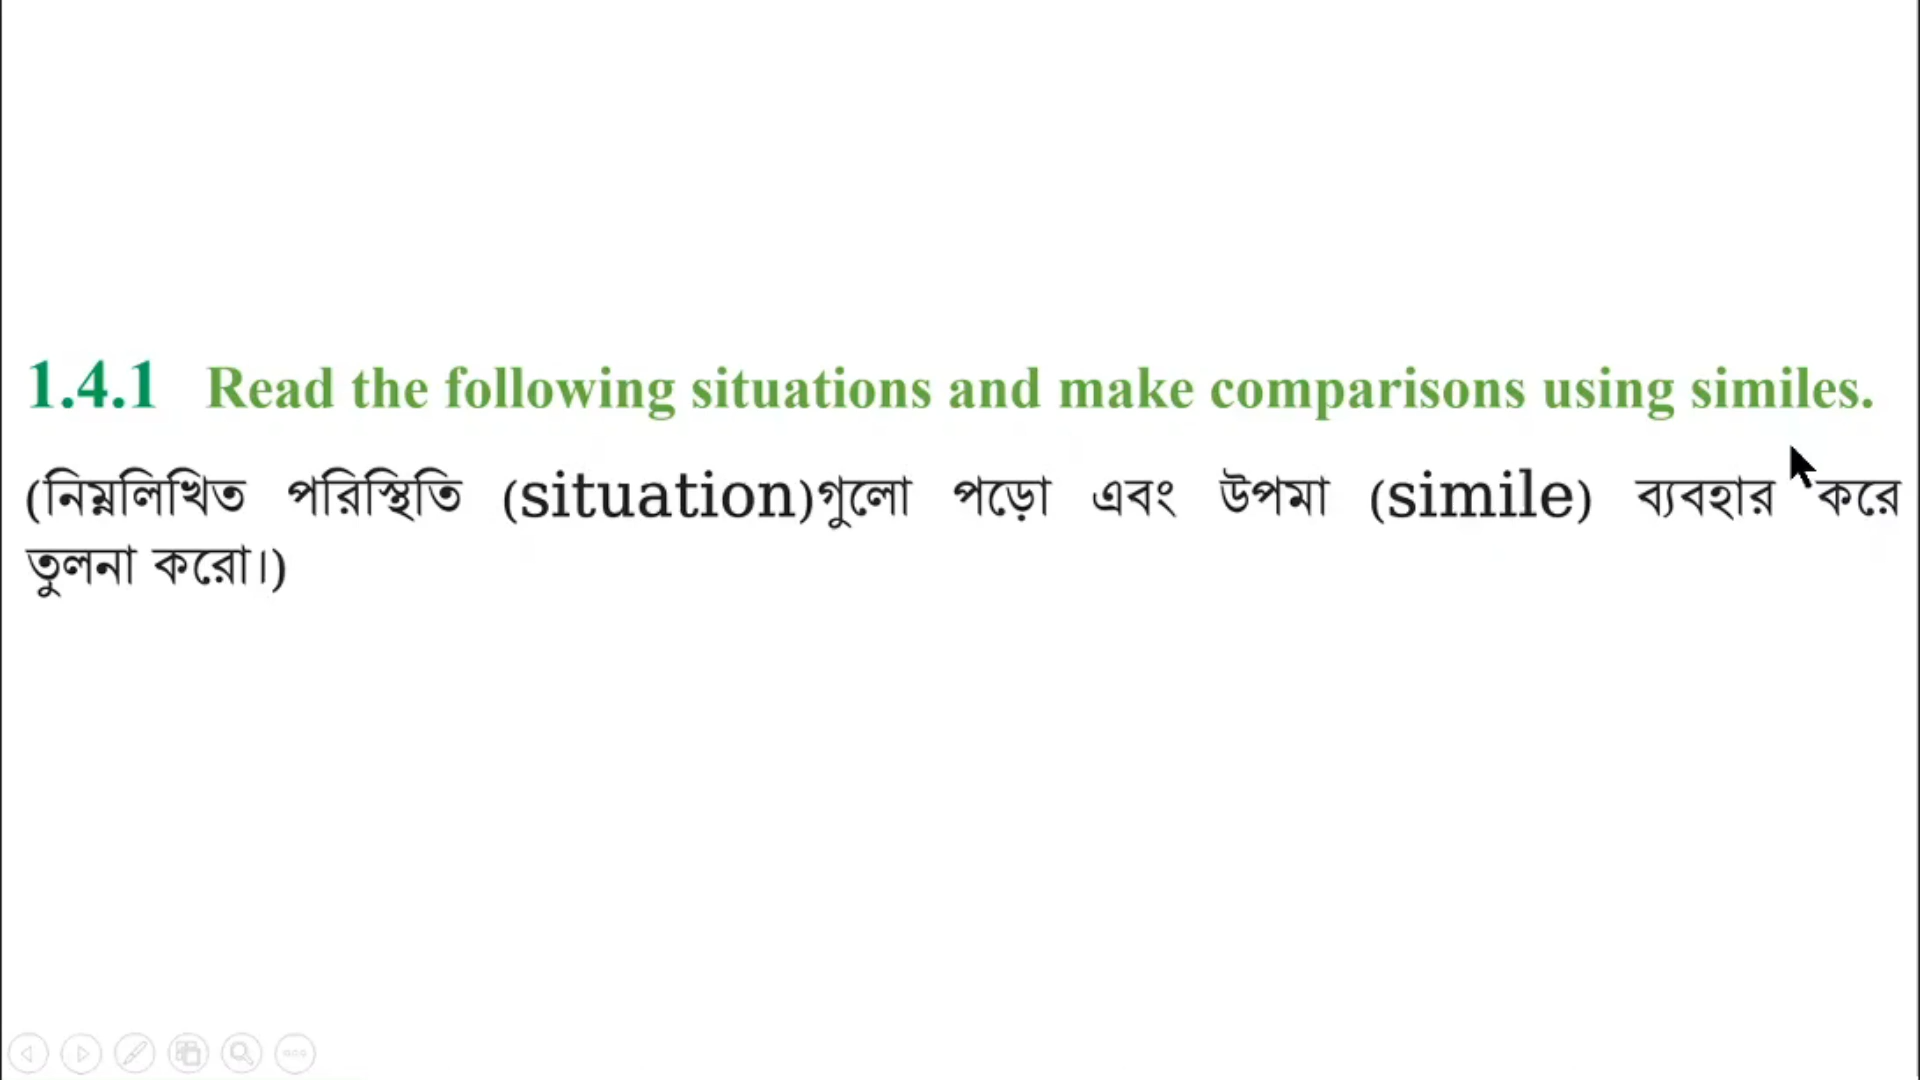 1.4.1 Read the following situations and make comparisons using similes.
(নিম্নলিখিত পরিস্থিতি (situation)গুলো পড়ো এবং উপমা (simile) ব্যবহার করে
তুলনা করো।)